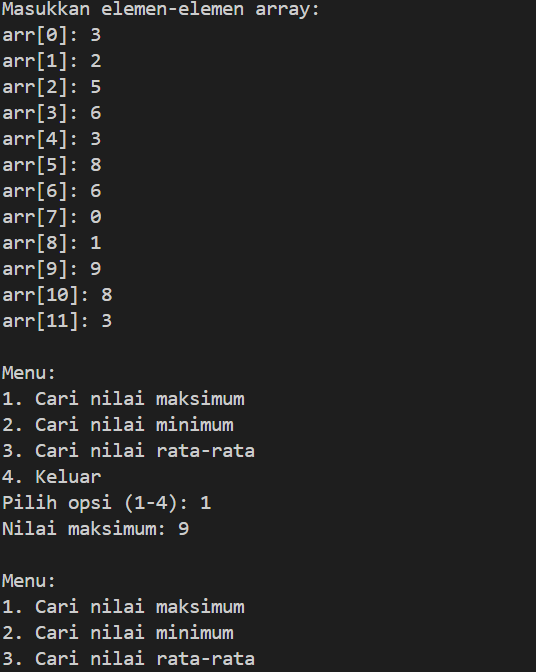 Masukkan elemen-elemen array:
arr[0]: 3
arr[1]: 2
arr[2]: 5
arr[3]: 6
arr[4]: 3
arr[5]: 8
arr[6]: 6
arr[7]: 0
arr[8]: 1
arr[9]: 9
arr[10]: 8
arr[11]: 3

Menu:
1. Cari nilai maksimum
2. Cari nilai minimum
3. Cari nilai rata-rata
4. Keluar
Pilih opsi (1-4): 1
Nilai maksimum: 9

Menu:
1. Cari nilai maksimum
2. Cari nilai minimum
3. Cari nilai rata-rata